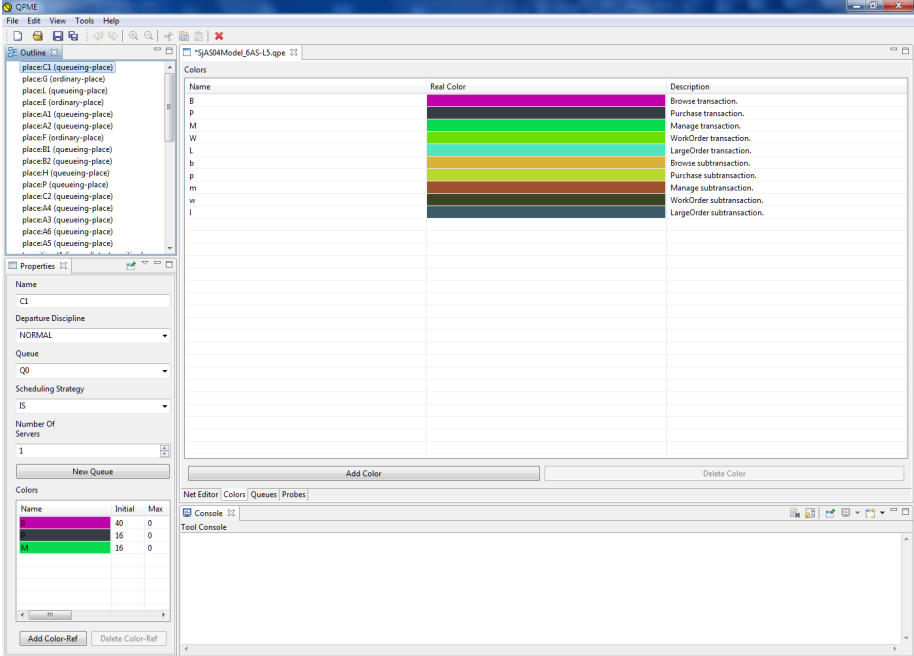 QPME
File Edit View Tools Help
Outline
place:C1 (queueing-place)
place:G (ordinary-place)
place:L (queueing-place)
place:E (ordinary-place)
place:A1 (queueing-place)
place:A2 (queueing-place)
place:F (ordinary-place)
place:B1 (queueing-place)
place:B2 (queueing-place)
place:H (queueing-place)
place:P (queueing-place)
place:C2 (queueing-place)
place:A4 (queueing-place)
place:A3 (queueing-place)
place:A6 (queueing-place)
place:A5 (queueing-place)
Properties
Name
C1
Departure Discipline
NORMAL
Queue
Q0
Scheduling Strategy
IS
Number Of
Servers
1
New Queue
Colors
Name Initial Max
B 40 0
P 16 0
M 16 0
Add Color-Ref Delete Color-Ref
*SjAS04Model_6AS-L5.qpe
Colors
Name Real Color Description
B Browse transaction.
P Purchase transaction.
M Manage transaction.
W WorkOrder transaction.
L LargeOrder transaction.
b Browse subtransaction.
p Purchase subtransaction.
m Manage subtransaction.
w WorkOrder subtransaction.
l LargeOrder subtransaction.
Add Color Delete Color
Net Editor Colors Queues Probes
Console
Tool Console